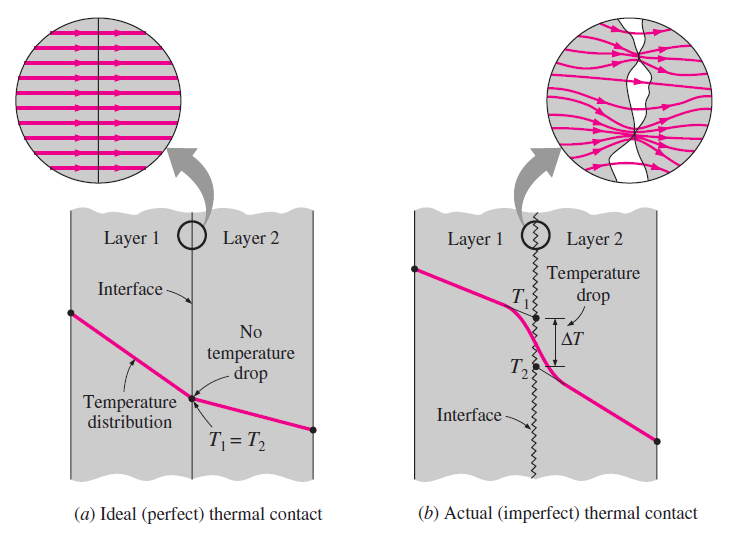 Layer 1
Layer 2
Interface
No
temperature
drop
Temperature
distribution
T₁ = T₂
(a) Ideal (perfect) thermal contact
Layer 1
Layer 2
Temperature
drop
T₁
ΔT
T₂
Interface
(b) Actual (imperfect) thermal contact